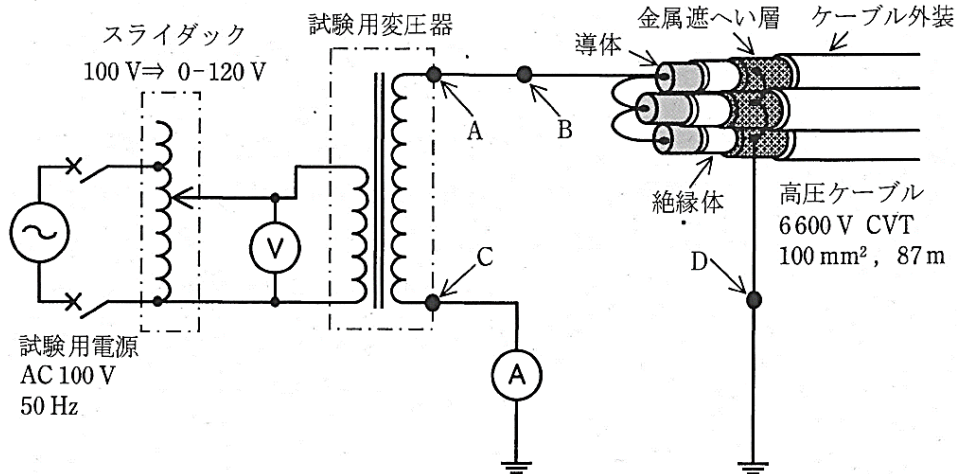 スライダック
100 V⇒ 0-120 V
試験用変圧器
金属遮へい層
ケーブル外装
導体
A
B
絶縁体
高圧ケーブル
6 600 V CVT
100 mm², 87 m
V
C
D
A
試験用電源
AC 100 V
50 Hz